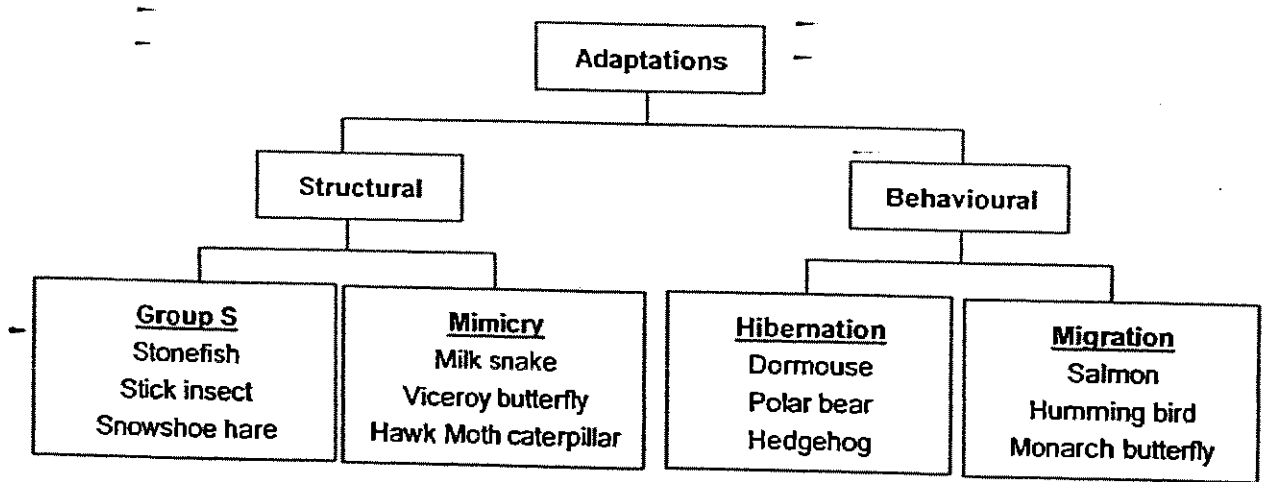 Adaptations
Structural
Behavioural
Group S
Stonefish
Stick insect
Snowshoe hare
Mimicry
Milk snake
Viceroy butterfly
Hawk Moth caterpillar
Hibernation
Dormouse
Polar bear
Hedgehog
Migration
Salmon
Humming bird
Monarch butterfly